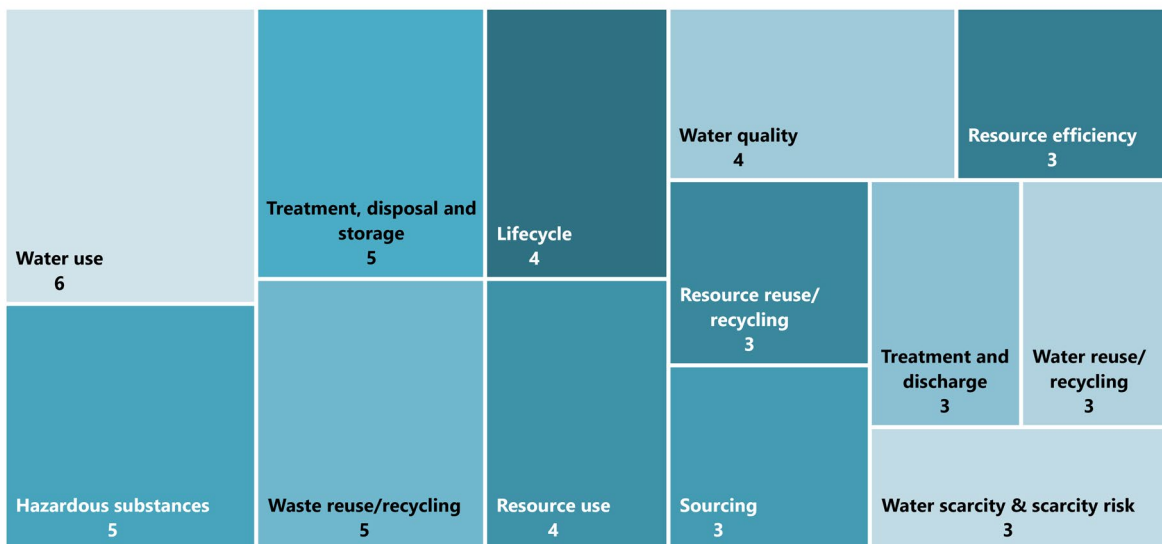 Water use
6
Hazardous substances
5
Treatment, disposal and
storage
5
Waste reuse/recycling
5
Lifecycle
4
Resource use
4
Water quality
4
Resource efficiency
3
Resource reuse/
recycling
3
Sourcing
3
Treatment and
discharge
3
Water reuse/
recycling
3
Water scarcity & scarcity risk
3